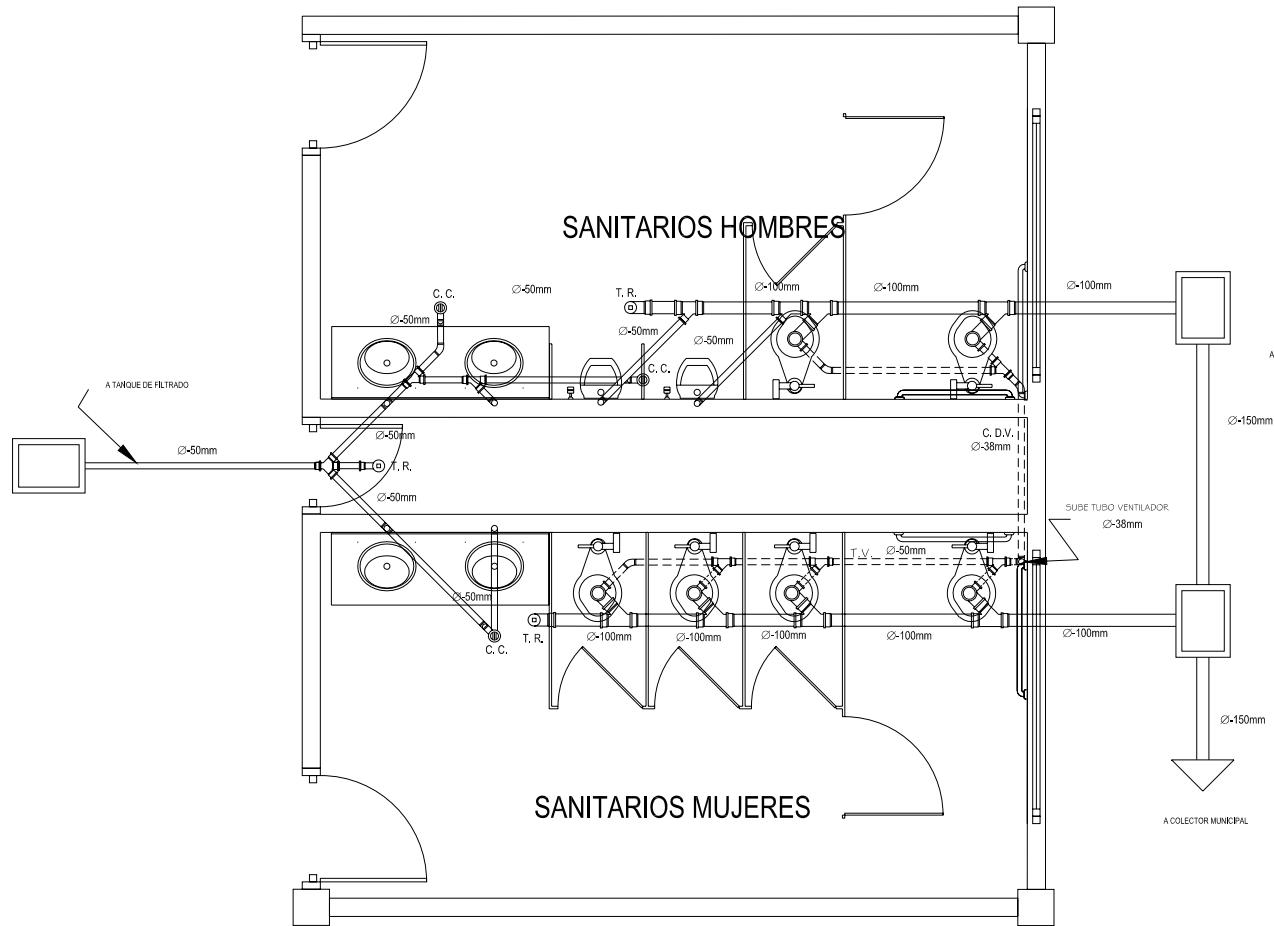 SANITARIOS HOMBRES
Ø-50mm
Ø-100mm
Ø-100mm
Ø-100mm
C. C.
T. R.
Ø-50mm
Ø-50mm
Ø-50mm
A
C. C.
A TANQUE DE FILTRADO
Ø-150mm
Ø-50mm
C. D.V.
Ø-50mm
Ø-38mm
T. R.
Ø-50mm
SUBE TUBO VENTILADOR
Ø-38mm
T.V.
Ø-50mm
Ø-50mm
T. R.
Ø-100mm
Ø-100mm
Ø-100mm
Ø-100mm
Ø-100mm
C. C.
Ø-150mm
SANITARIOS MUJERES
A COLECTOR MUNICIPAL